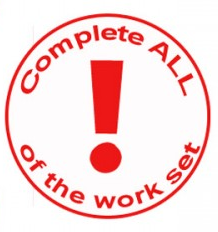 Complete ALL
!
of the work set